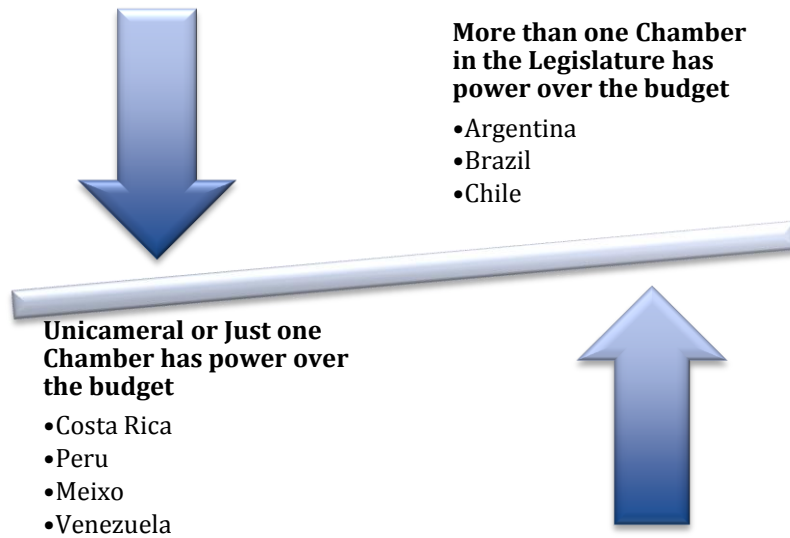 More than one Chamber
in the Legislature has
power over the budget
•Argentina
•Brazil
•Chile
Unicameral or Just one
Chamber has power over
the budget
•Costa Rica
•Peru
•Meixo
•Venezuela